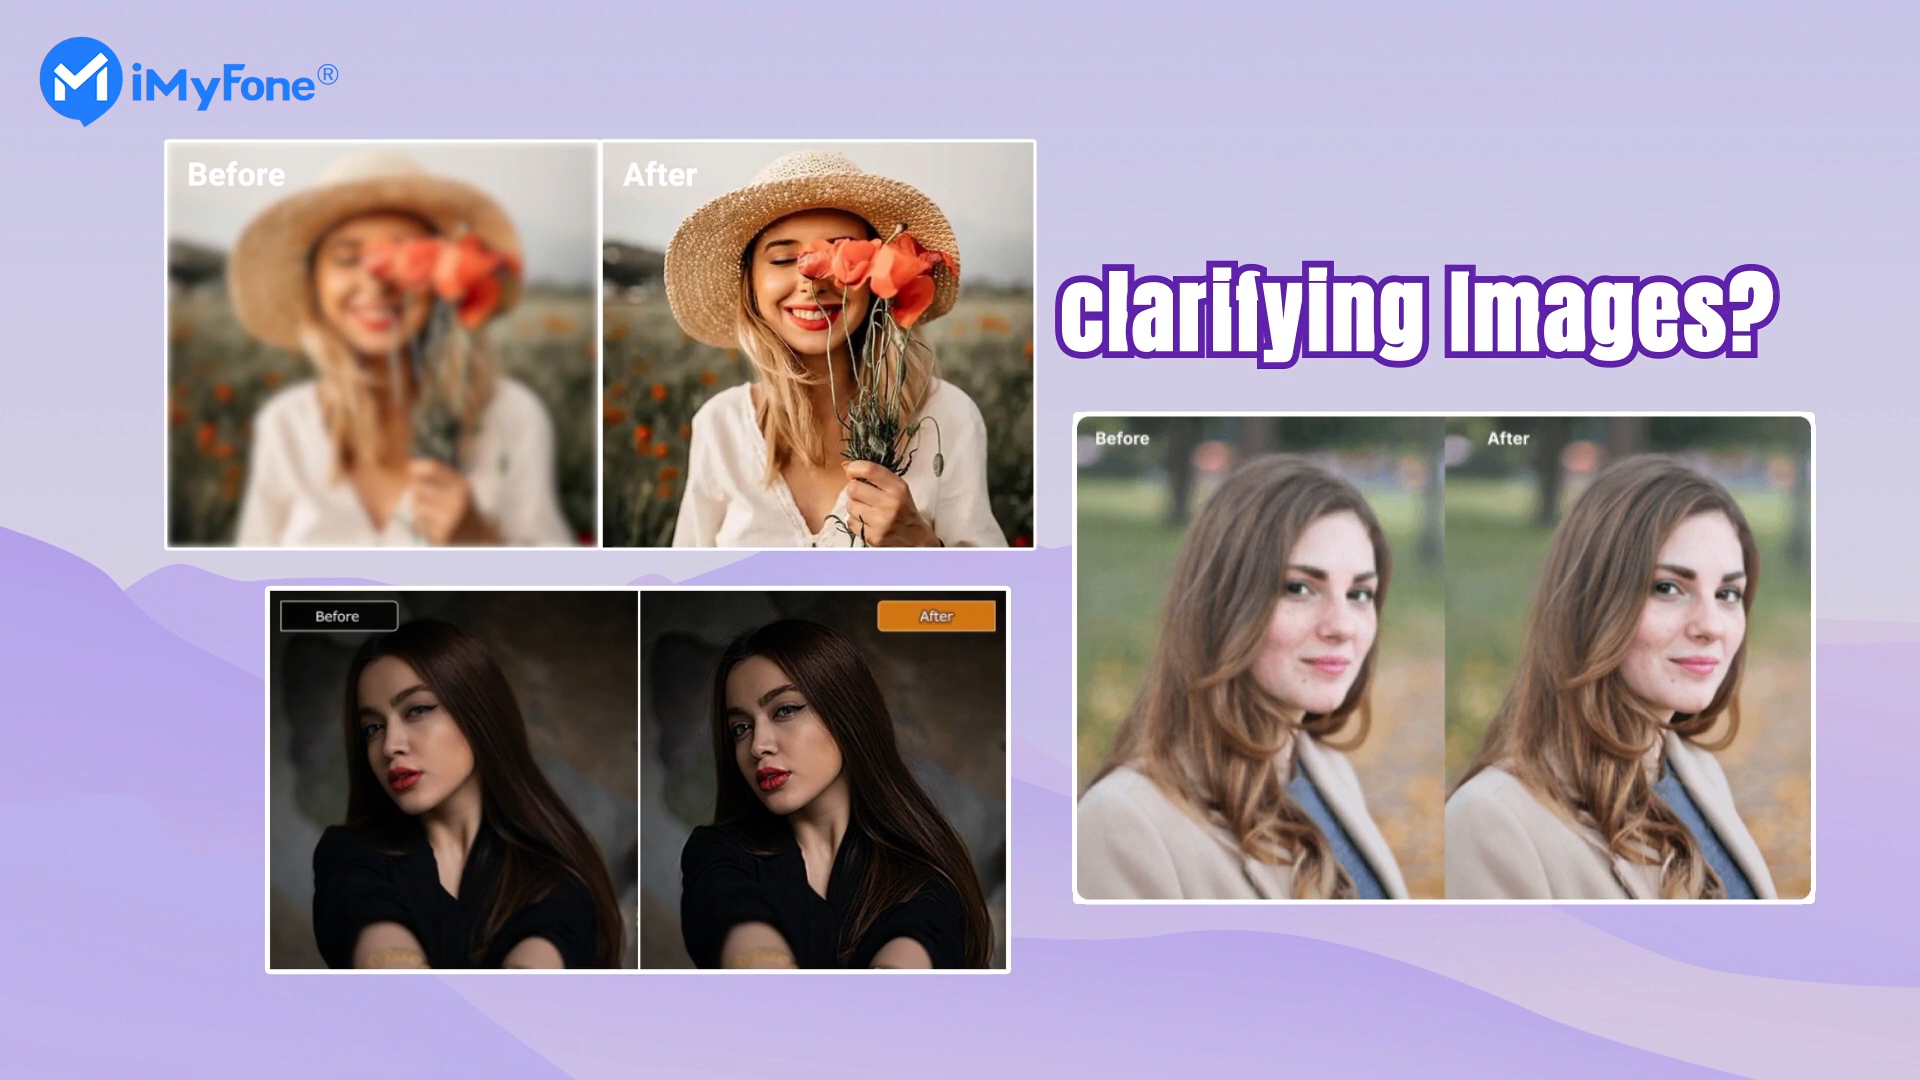 iMyFone®
Before
After
clarifying Images?
Before
After
Before
After